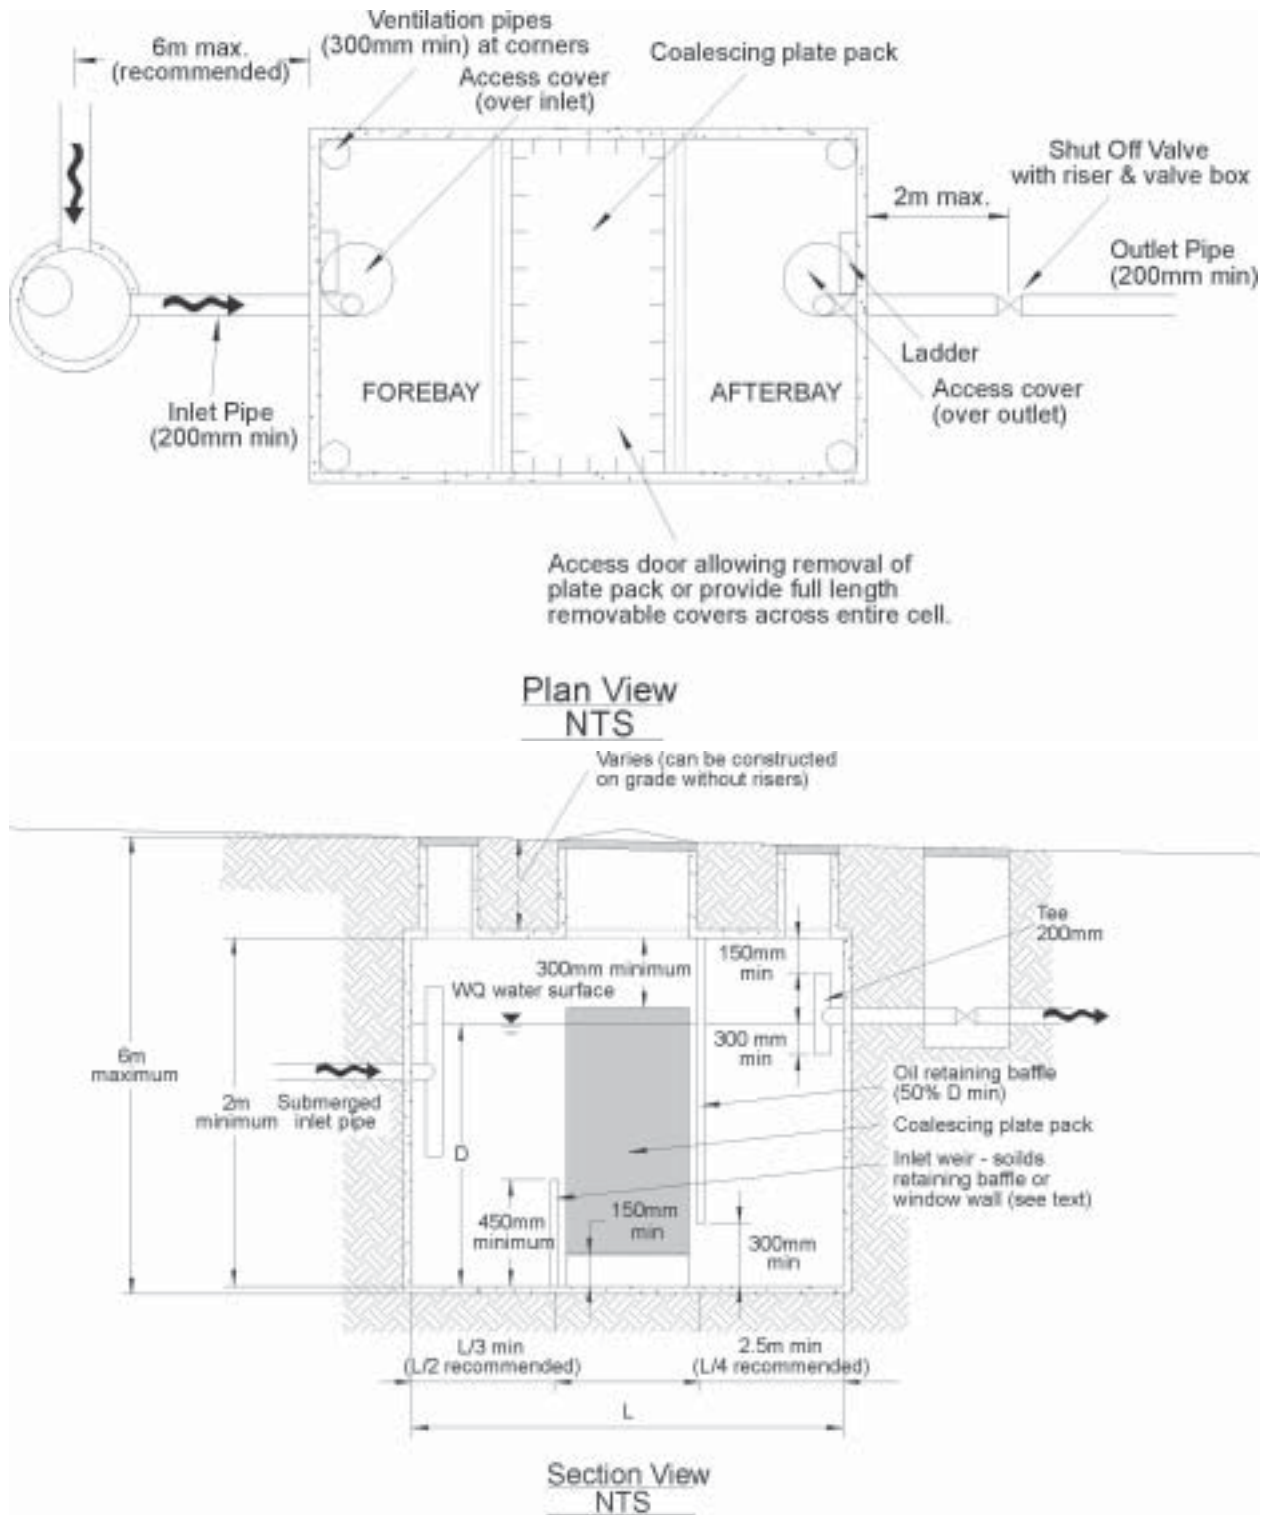 Ventilation pipes
(300mm min) at corners
6m max.
(recommended)
Access cover
(over inlet)
Coalescing plate pack
Shut Off Valve
with riser & valve box
2m max.
Outlet Pipe
(200mm min)
Ladder
Access cover
(over outlet)
FOREBAY
AFTERBAY
Inlet Pipe
(200mm min)
Access door allowing removal of
plate pack or provide full length
removable covers across entire cell.
Plan View
NTS
Varies (can be constructed
on grade without risers)
Tee
200mm
150mm
min
300mm minimum
WQ water surface
300 mm
min
6m
maximum
2m
minimum
Submerged
inlet pipe
D
Oil retaining baffle
(50% D min)
Coalescing plate pack
Inlet weir - soilds
retaining baffle or
window wall (see text)
450mm
minimum
150mm
min
300mm
min
L/3 min
(L/2 recommended)
2.5m min
(L/4 recommended)
L
Section View
NTS